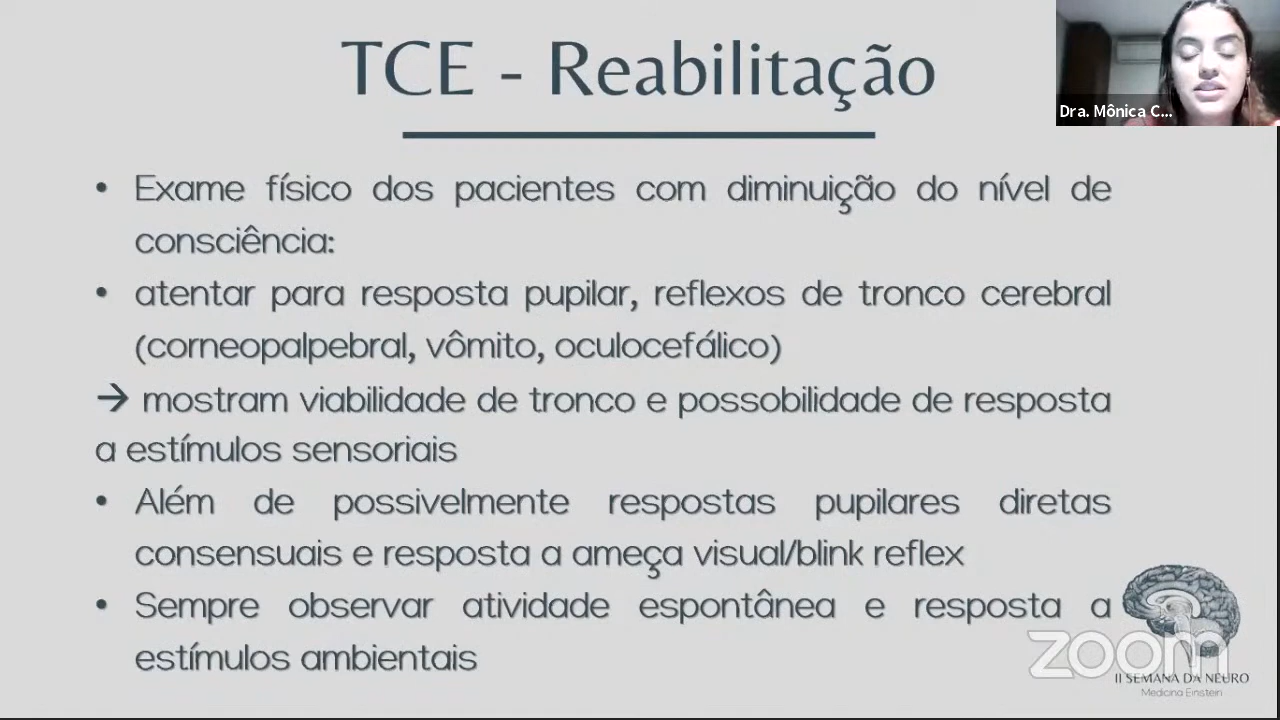 TCE - Reabilitação
Dra. Mônica C...
• Exame físico dos pacientes com diminuição do nível de
consciência:
• atentar para resposta pupilar, reflexos de tronco cerebral
(corneopalpebral, vômito, oculocefálico)
→ mostram viabilidade de tronco e possobilidade de resposta
a estímulos sensoriais
• Além de possivelmente respostas pupilares diretas
consensuais e resposta a ameça visual/blink reflex
• Sempre observar atividade espontânea e resposta a
estímulos ambientais
zoom
II SEMANA DA NEURO
Medicina Einstein